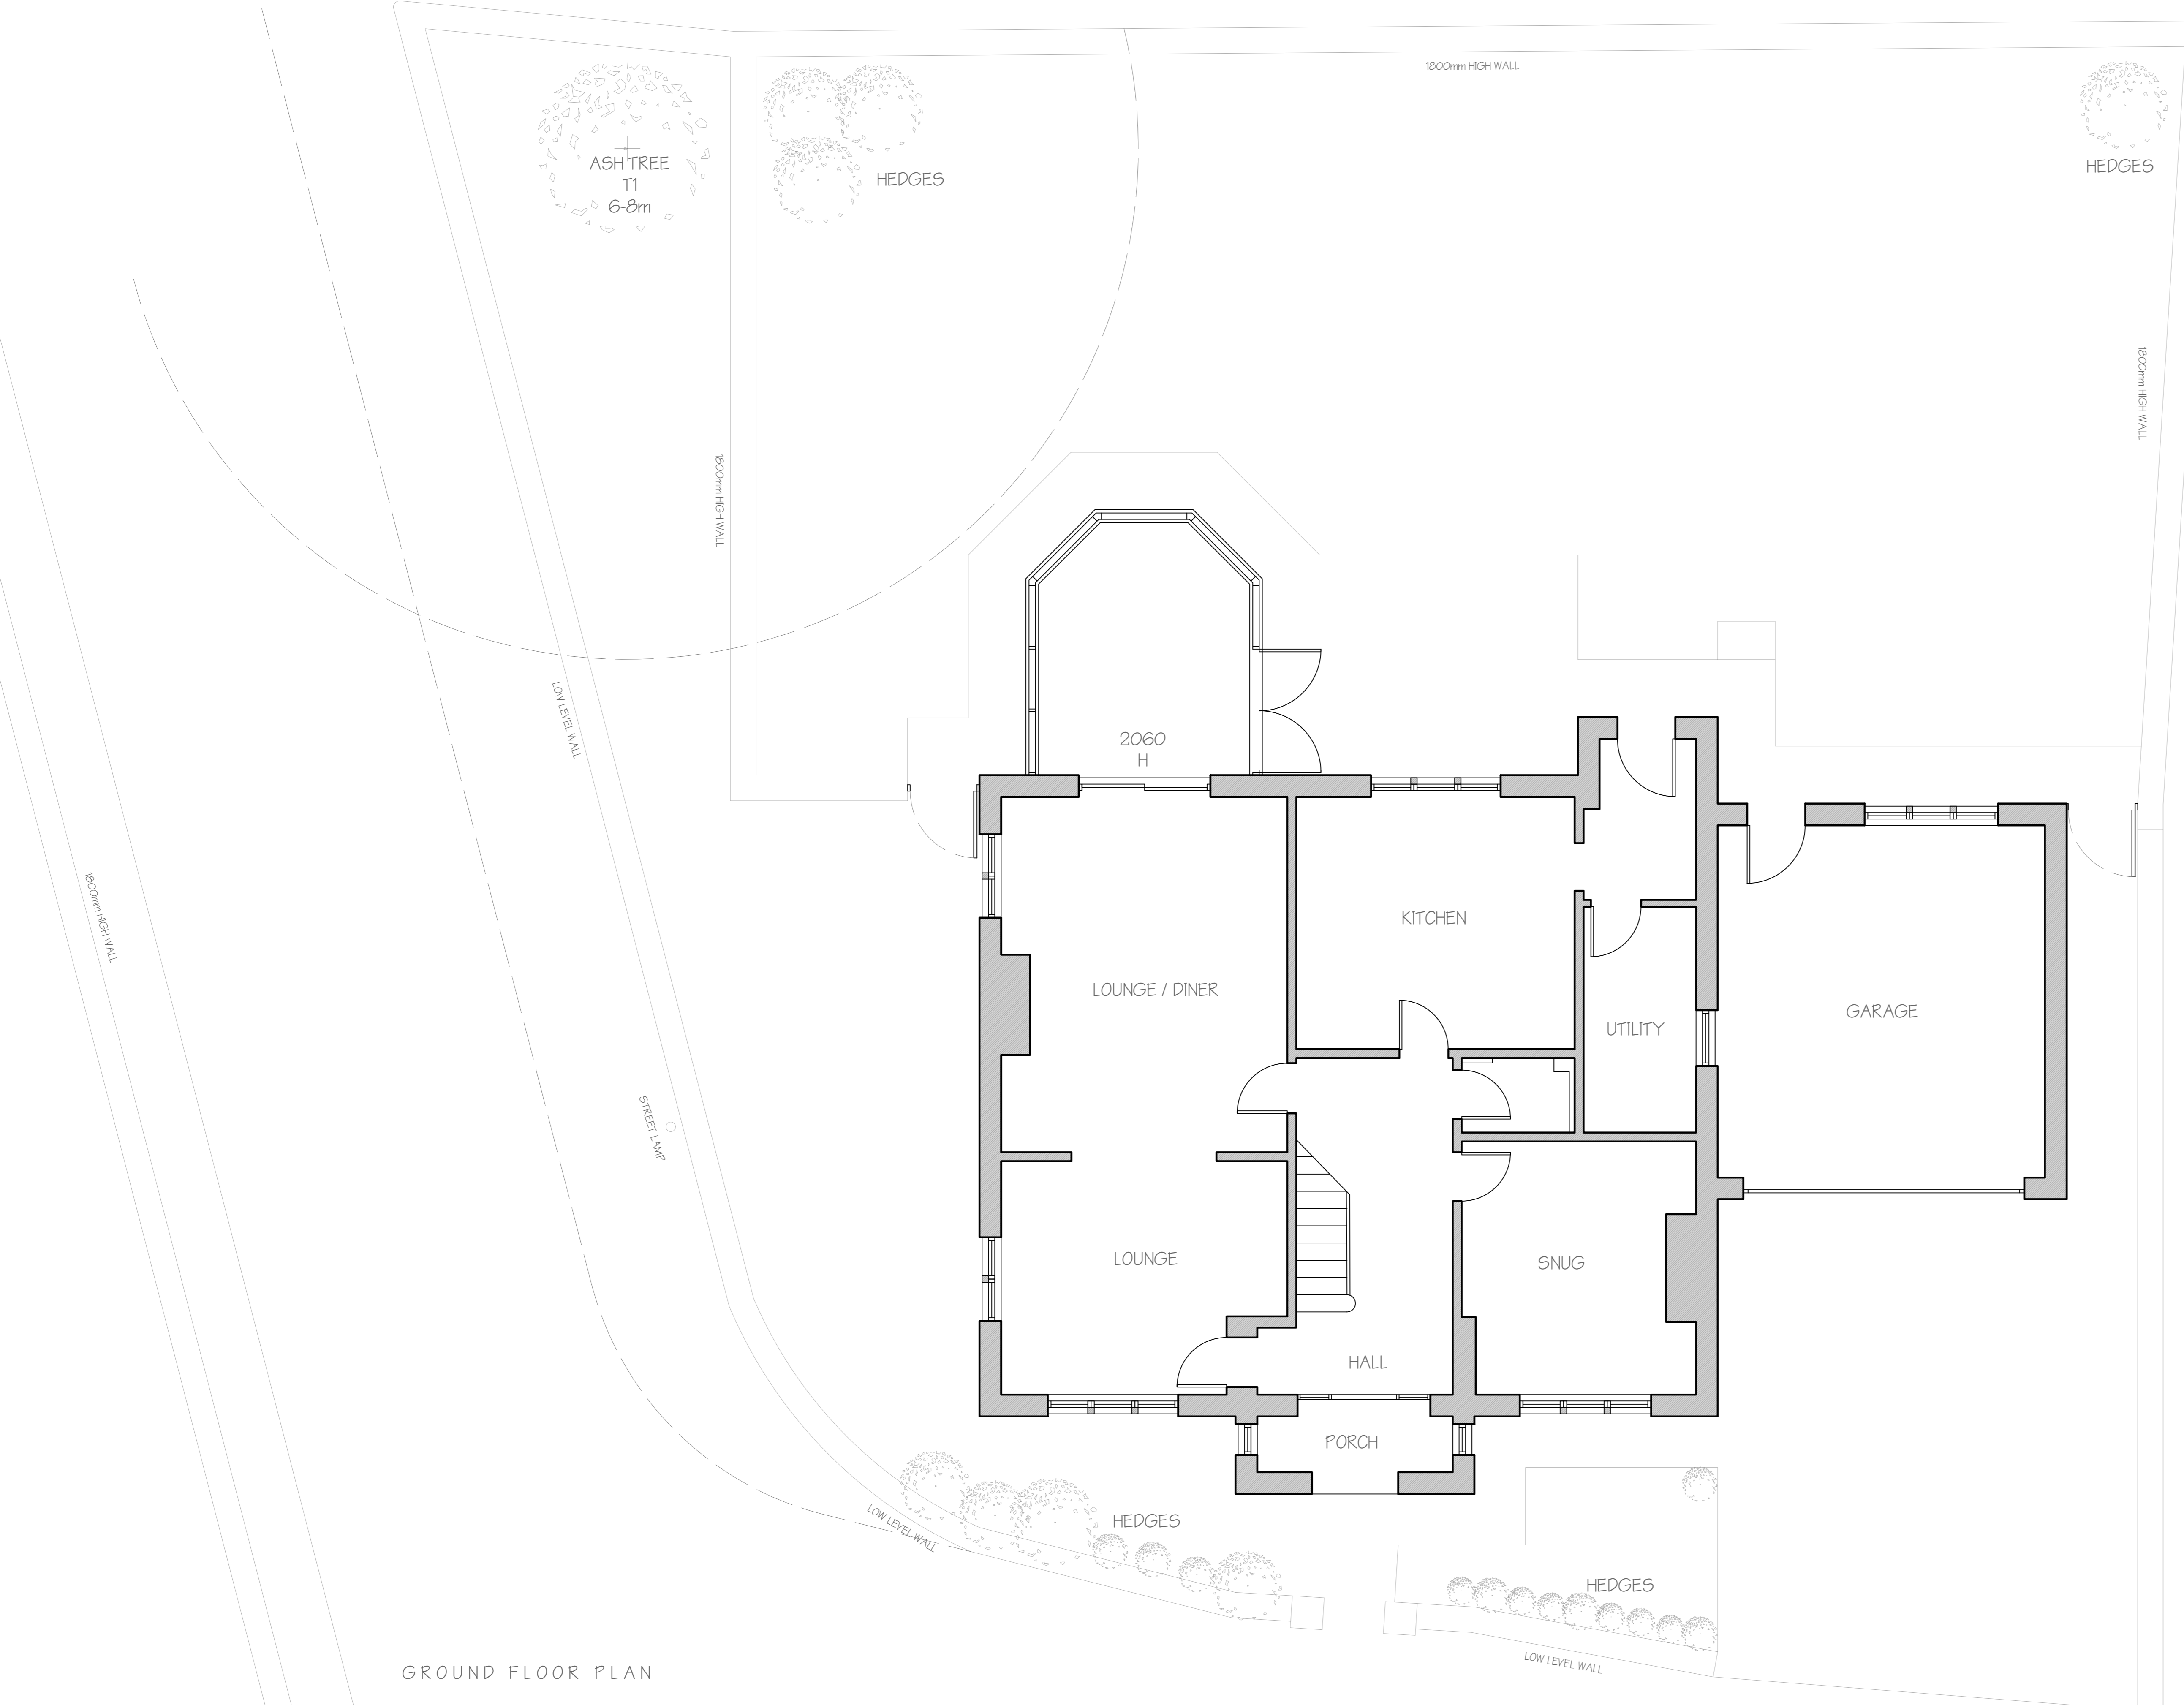 1800mm HIGH WALL
ASH TREE
T1
6-8m
HEDGES
HEDGES
1800mm HIGH WALL
1800mm HIGH WALL
LOW LEVEL WALL
2060
H
1800mm HIGH WALL
KITCHEN
LOUNGE / DINER
GARAGE
UTILITY
STREET LAMP
LOUNGE
SNUG
HALL
PORCH
LOW LEVEL WALL
HEDGES
HEDGES
LOW LEVEL WALL
GROUND FLOOR PLAN